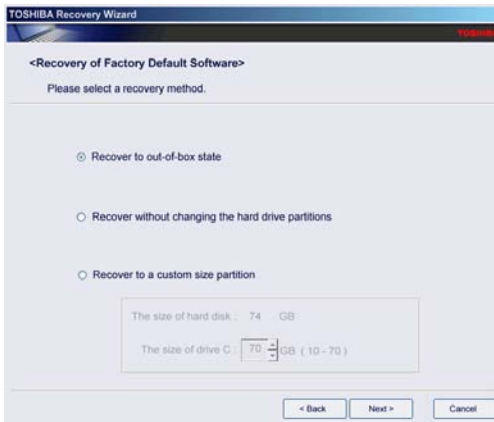 TOSHIBA Recovery Wizard
TOSHIBA
<Recovery of Factory Default Software>
Please select a recovery method.
Recover to out-of-box state
Recover without changing the hard drive partitions
Recover to a custom size partition
The size of hard disk : 74 GB
The size of drive C : 70 GB ( 10 - 70 )
< Back Next > Cancel